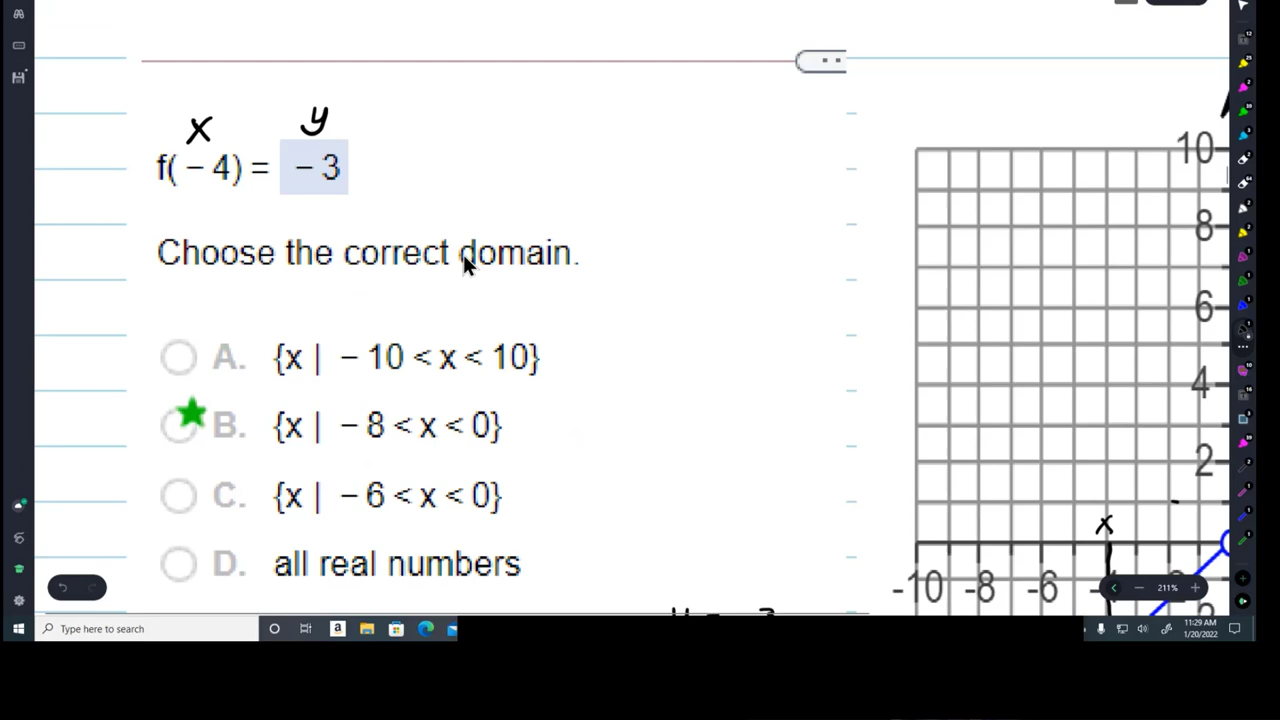 x y
f( − 4) = − 3
Choose the correct domain.
A. {x | − 10 < x < 10}
B. {x | − 8 < x < 0}
C. {x | − 6 < x < 0}
D. all real numbers
10
8
6
4
2
x
-10 -8 -6
211%
Type here to search
a
11:29 AM
1/20/2022